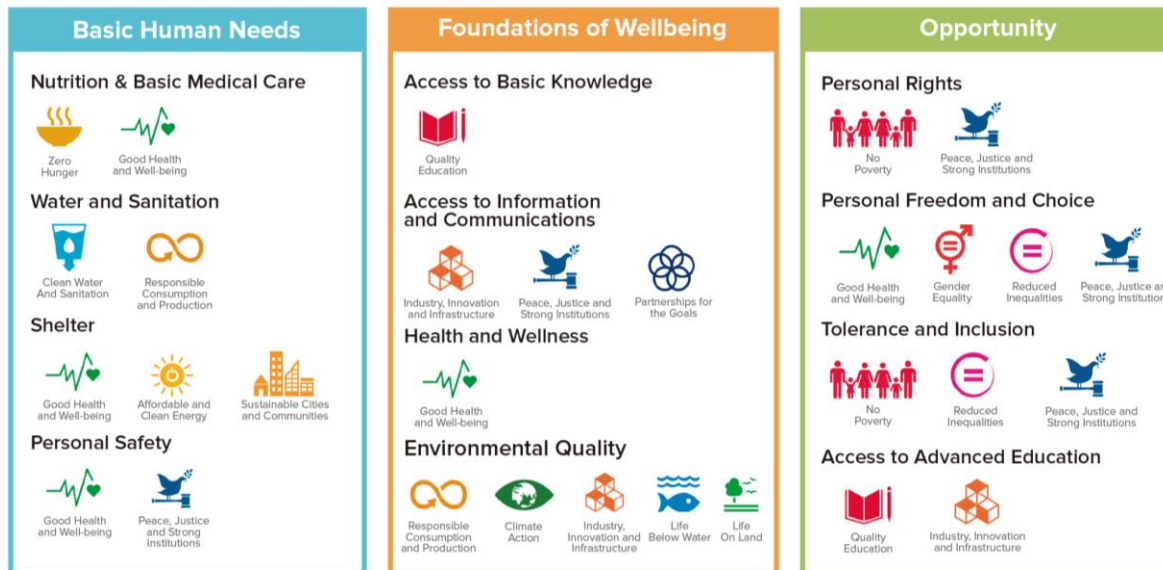 Basic Human Needs
Nutrition & Basic Medical Care
Zero
Hunger
Good Health
and Well-being
Water and Sanitation
Clean Water
And Sanitation
Responsible
Consumption
and Production
Shelter
Good Health
and Well-being
Affordable and
Clean Energy
Sustainable Cities
and Communities
Personal Safety
Good Health
and Well-being
Peace, Justice
and Strong
Institutions
Foundations of Wellbeing
Access to Basic Knowledge
Quality
Education
Access to Information
and Communications
Industry, Innovation
and Infrastructure
Peace, Justice and
Strong Institutions
Partnerships for
the Goals
Health and Wellness
Good Health
and Well-being
Environmental Quality
Responsible
Consumption
and Production
Climate
Action
Industry,
Innovation and
Infrastructure
Life
Below Water
Life
On Land
Opportunity
Personal Rights
No
Poverty
Peace, Justice and
Strong Institutions
Personal Freedom and Choice
Good Health
and Well-being
Gender
Equality
Reduced
Inequalities
Peace, Justice an
Strong Institution
Tolerance and Inclusion
No
Poverty
Reduced
Inequalities
Peace, Justice and
Strong Institutions
Access to Advanced Education
Quality
Education
Industry, Innovation
and Infrastructure